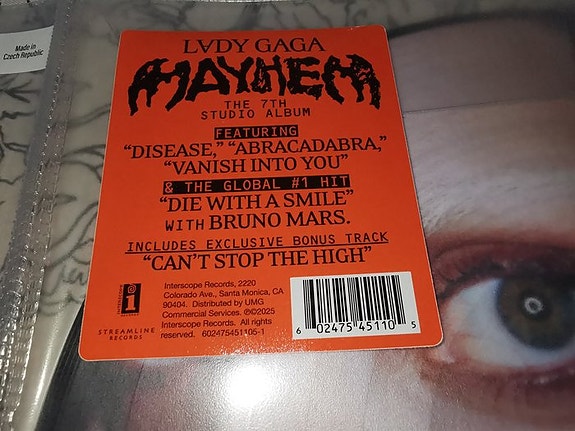 Made in
Czech Republic
LVDY GAGA
MAYHEM
THE 7TH
STUDIO ALBUM
FEATURING
“DISEASE,” “ABRACADABRA,”
“VANISH INTO YOU”
& THE GLOBAL #1 HIT
“DIE WITH A SMILE”
WITH BRUNO MARS.
INCLUDES EXCLUSIVE BONUS TRACK
“CAN’T STOP THE HIGH”
interscope
STREAMLINE
RECORDS
Interscope Records, 2220
Colorado Ave., Santa Monica, CA
90404. Distributed by UMG
Commercial Services. ℗©2025
Interscope Records. All rights
reserved. 602475451105-1
6 02475 45110 5